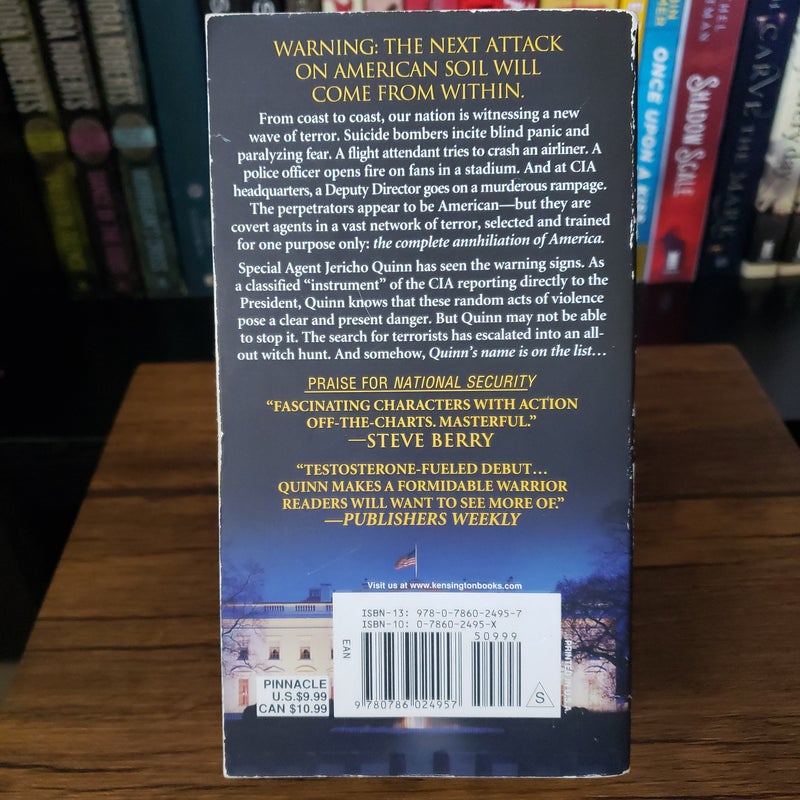 WARNING: THE NEXT ATTACK
ON AMERICAN SOIL WILL
COME FROM WITHIN.
From coast to coast, our nation is witnessing a new
wave of terror. Suicide bombers incite blind panic and
paralyzing fear. A flight attendant tries to crash an airliner. A
police officer opens fire on fans in a stadium. And at CIA
headquarters, a Deputy Director goes on a murderous rampage.
The perpetrators appear to be American—but they are
covert agents in a vast network of terror, selected and trained
for one purpose only: the complete annhiliation of America.
Special Agent Jericho Quinn has seen the warning signs. As
a classified “instrument” of the CIA reporting directly to the
President, Quinn knows that these random acts of violence
pose a clear and present danger. But Quinn may not be able
to stop it. The search for terrorists has escalated into an all-
out witch hunt. And somehow, Quinn’s name is on the list…
PRAISE FOR NATIONAL SECURITY
“FASCINATING CHARACTERS WITH ACTION
OFF-THE-CHARTS. MASTERFUL.”
—STEVE BERRY
“TESTOSTERONE-FUELED DEBUT…
QUINN MAKES A FORMIDABLE WARRIOR
READERS WILL WANT TO SEE MORE OF.”
—PUBLISHERS WEEKLY
Visit us at www.kensingtonbooks.com
ISBN-13: 978-0-7860-2495-7
ISBN-10: 0-7860-2495-X
50999
EAN
9 780786 024957
S
PINNACLE
U.S.$9.99
CAN $10.99
PRINTED IN U.S.A.
ONCE UPON A KISS
SHADOW SCALE
CARVE THE MARK